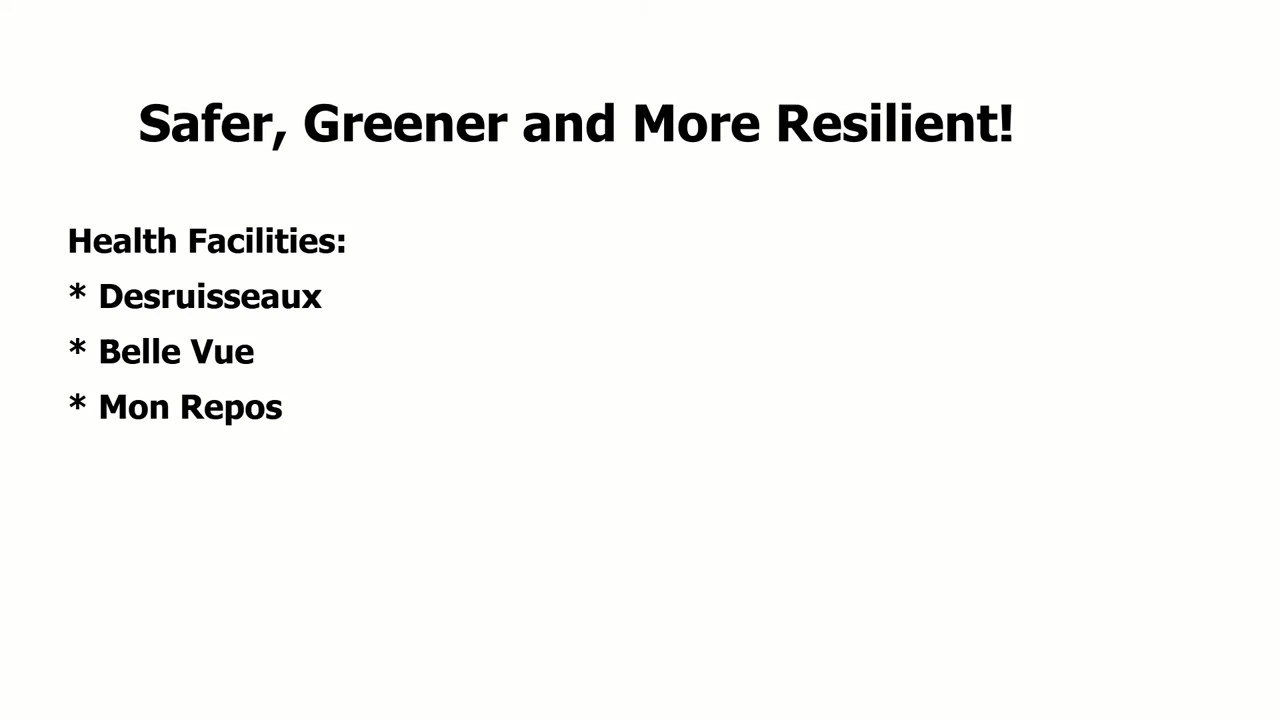 Safer, Greener and More Resilient!
Health Facilities:
* Desruisseaux
* Belle Vue
* Mon Repos